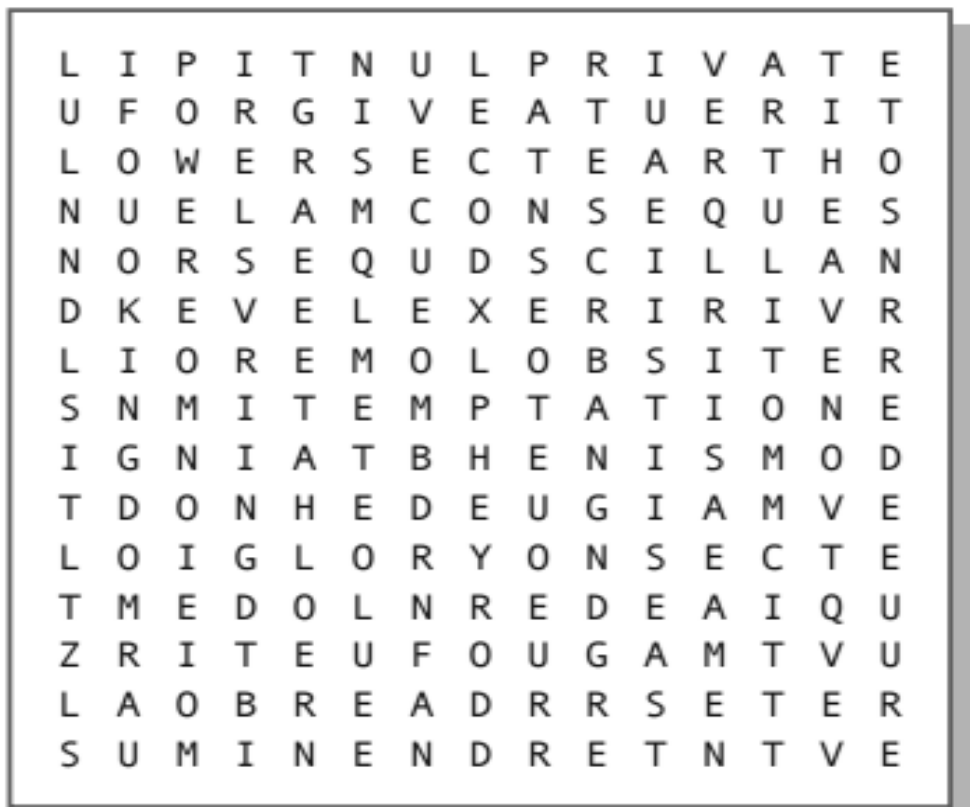 L I P I T N U L P R I V A T E
U F O R G I V E A T U E R I T
L O W E R S E C T E A R T H O
N U E L A M C O N S E Q U E S
N O R S E Q U D S C I L L A N
D K E V E L E X E R I R I V R
L I O R E M O L O B S I T E R
S N M I T E M P T A T I O N E
I G N I A T B H E N I S M O D
T D O N H E D E U G I A M V E
L O I G L O R Y O N S E C T E
T M E D O L N R E D E A I Q U
Z R I T E U F O U G A M T V U
L A O B R E A D R R S E T E R
S U M I N E N D R E T N T V E